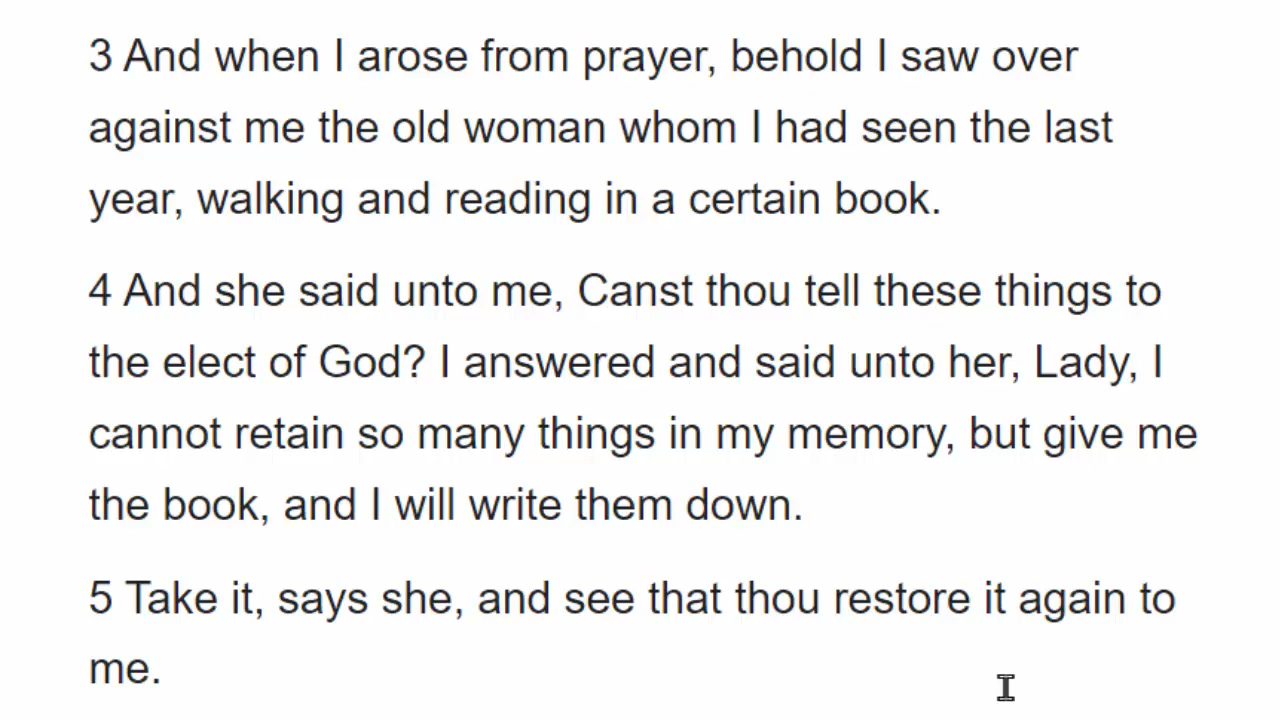 3 And when I arose from prayer, behold I saw over
against me the old woman whom I had seen the last
year, walking and reading in a certain book.
4 And she said unto me, Canst thou tell these things to
the elect of God? I answered and said unto her, Lady, I
cannot retain so many things in my memory, but give me
the book, and I will write them down.
5 Take it, says she, and see that thou restore it again to
me.